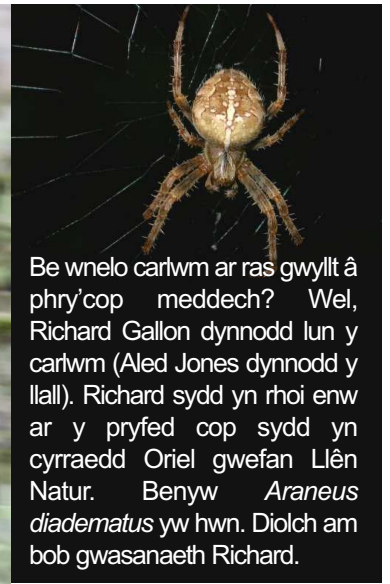 Be wnelo carlwm ar ras gwyllt â
phry'cop meddech? Wel,
Richard Gallon dynnodd lun y
carlwm (Aled Jones dynnodd y
llall). Richard sydd yn rhoi enw
ar y pryfed cop sydd yn
cyrraedd Oriel gwefan Llên
Natur. Benyw Araneus
diadematus yw hwn. Diolch am
bob gwasanaeth Richard.